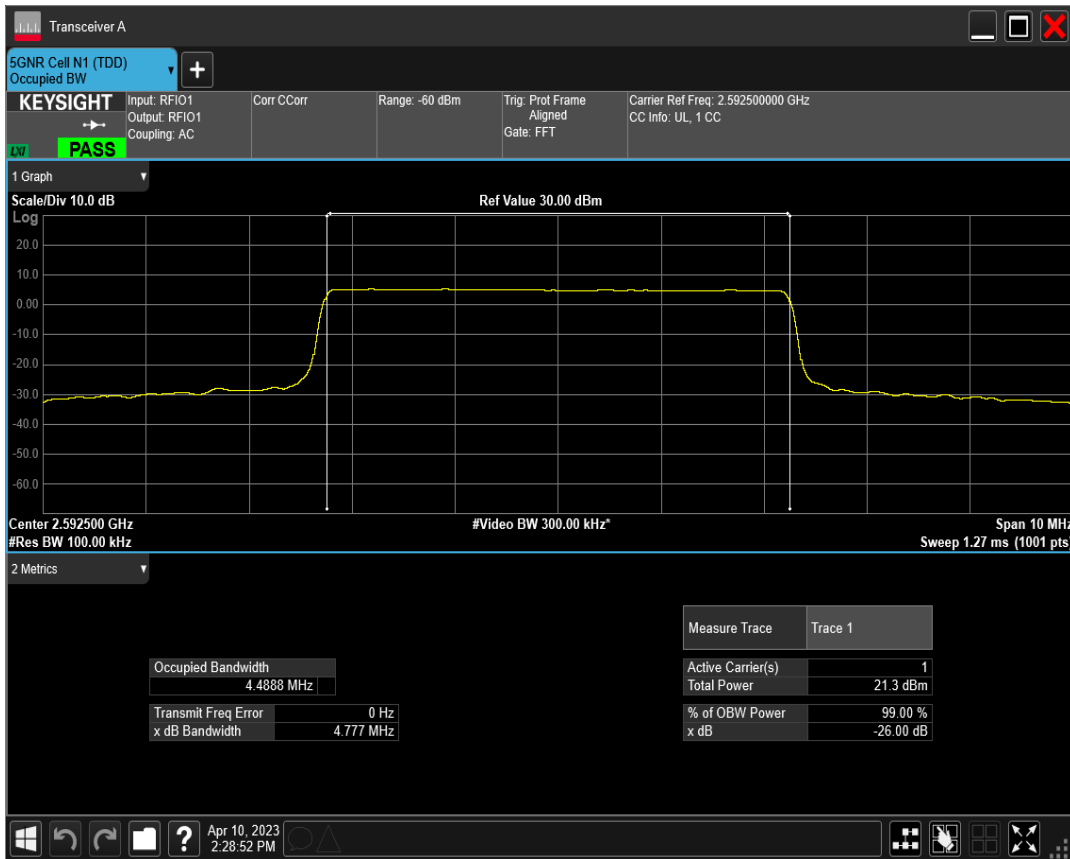 Transceiver A
5GNR Cell N1 (TDD)
Occupied BW
+
KEYSIGHT
LXI
PASS
Input: RFIO1
Output: RFIO1
Coupling: AC
Corr CCorr
Range: -60 dBm
Trig: Prot Frame
Aligned
Gate: FFT
Carrier Ref Freq: 2.592500000 GHz
CC Info: UL, 1 CC
1 Graph
Scale/Div 10.0 dB
Ref Value 30.00 dBm
Log
20.0
10.0
0.00
-10.0
-20.0
-30.0
-40.0
-50.0
-60.0
Center 2.592500 GHz
#Video BW 300.00 kHz*
Span 10 MHz
#Res BW 100.00 kHz
Sweep 1.27 ms (1001 pts)
2 Metrics
Measure Trace Trace 1
Occupied Bandwidth
4.4888 MHz
Active Carrier(s) 1
Total Power 21.3 dBm
Transmit Freq Error 0 Hz
x dB Bandwidth 4.777 MHz
% of OBW Power 99.00 %
x dB -26.00 dB
?
Apr 10, 2023
2:28:52 PM